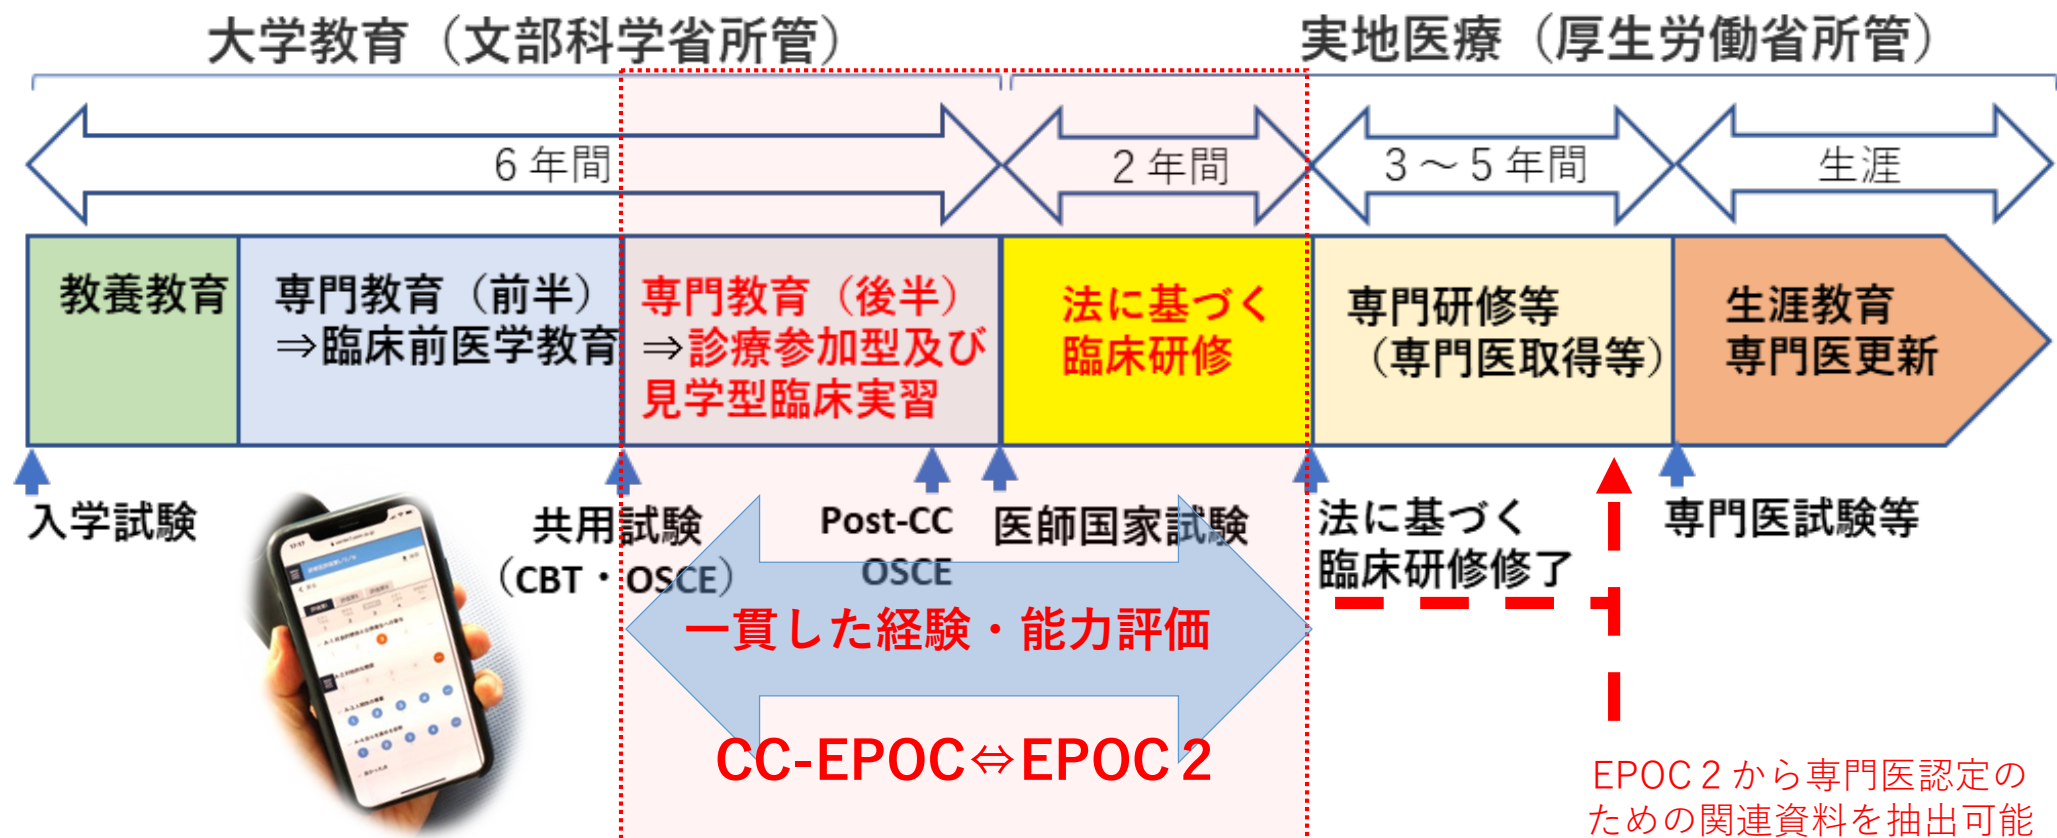 大学教育（文部科学省所管）
実地医療（厚生労働省所管）
６年間
２年間
３～５年間
生涯
教養教育
専門教育（前半）
⇒臨床前医学教育
専門教育（後半）
⇒診療参加型及び
見学型臨床実習
法に基づく
臨床研修
専門研修等
（専門医取得等）
生涯教育
専門医更新
入学試験
共用試験
（CBT・OSCE）
Post-CC
OSCE
医師国家試験
法に基づく
臨床研修修了
専門医試験等
一貫した経験・能力評価
CC-EPOC⇔EPOC２
EPOC２から専門医認定の
ための関連資料を抽出可能